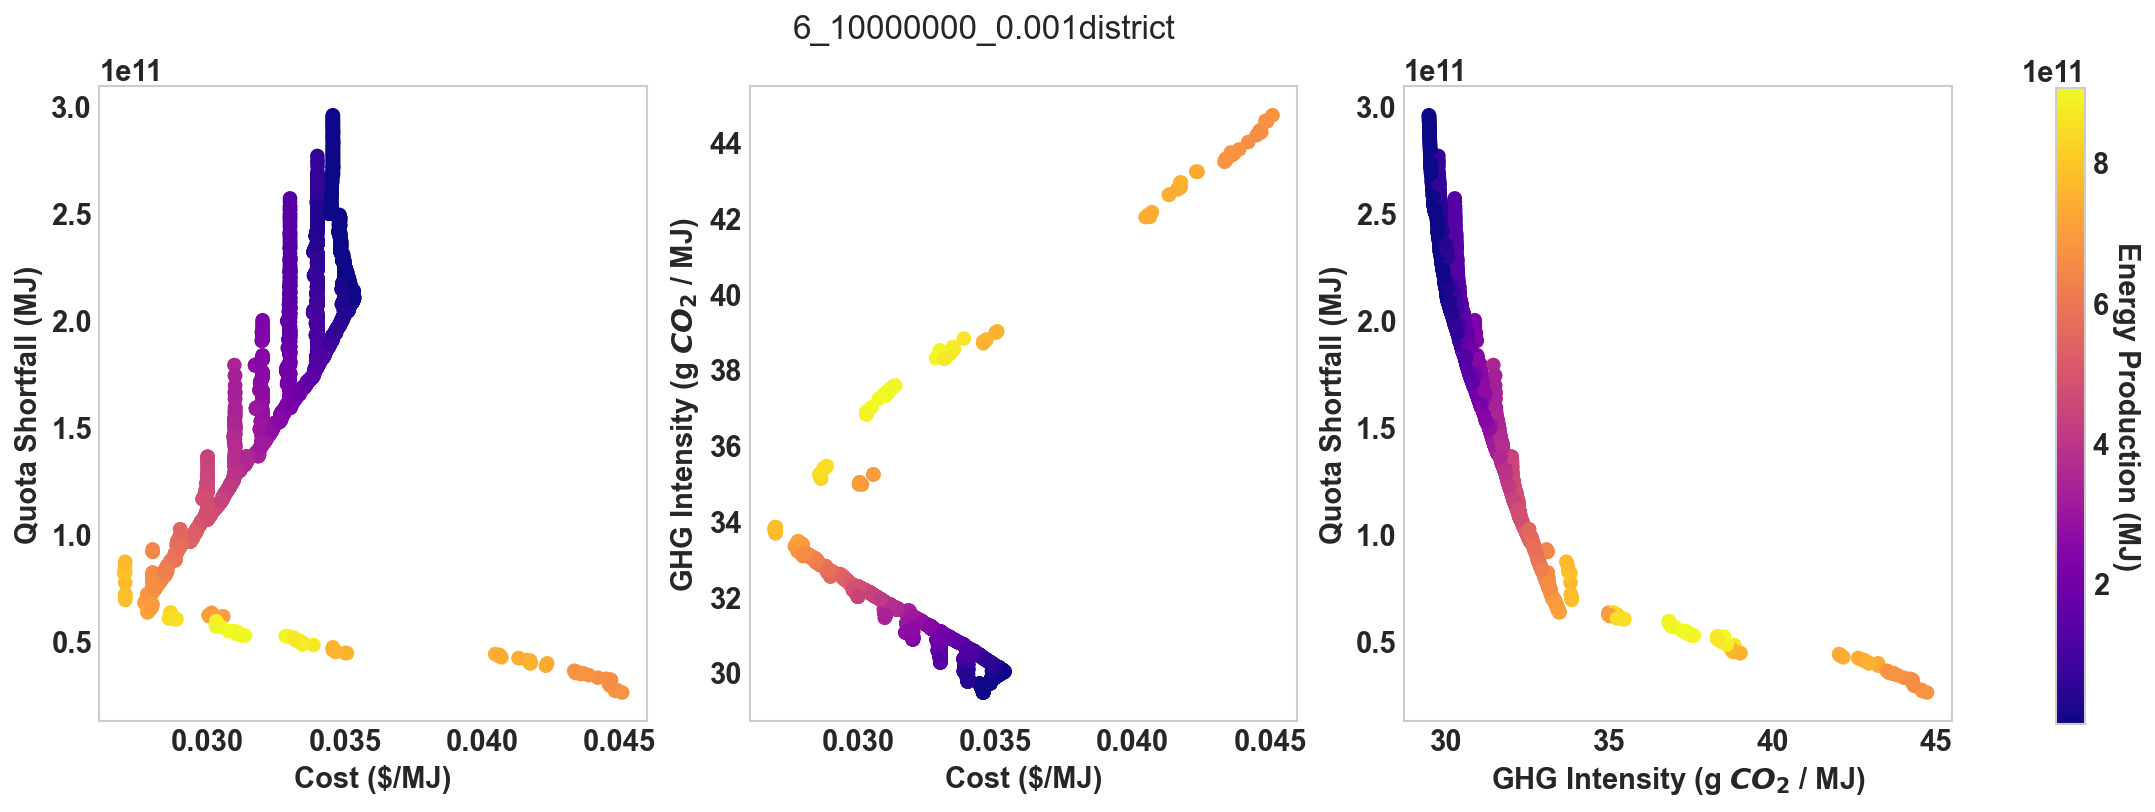 6_10000000_0.001district
1e11
3.0
2.5
2.0
1.5
1.0
0.5
Quota Shortfall (MJ)
0.030 0.035 0.040 0.045
Cost ($/MJ)
44
42
40
38
36
34
32
30
GHG Intensity (g CO₂ / MJ)
0.030 0.035 0.040 0.045
Cost ($/MJ)
1e11
3.0
2.5
2.0
1.5
1.0
0.5
Quota Shortfall (MJ)
30 35 40 45
GHG Intensity (g CO₂ / MJ)
1e11
8
6
4
2
Energy Production (MJ)